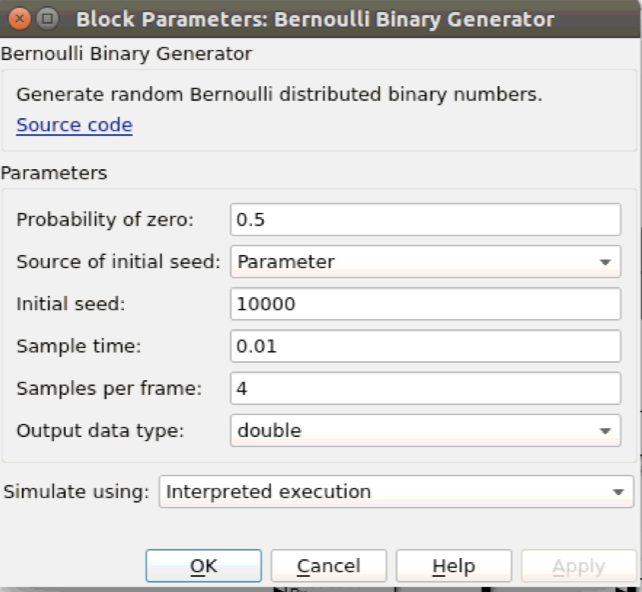 Block Parameters: Bernoulli Binary Generator
Bernoulli Binary Generator
Generate random Bernoulli distributed binary numbers.
Source code
Parameters
Probability of zero: 0.5
Source of initial seed: Parameter
Initial seed: 10000
Sample time: 0.01
Samples per frame: 4
Output data type: double
Simulate using: Interpreted execution
OK Cancel Help Apply